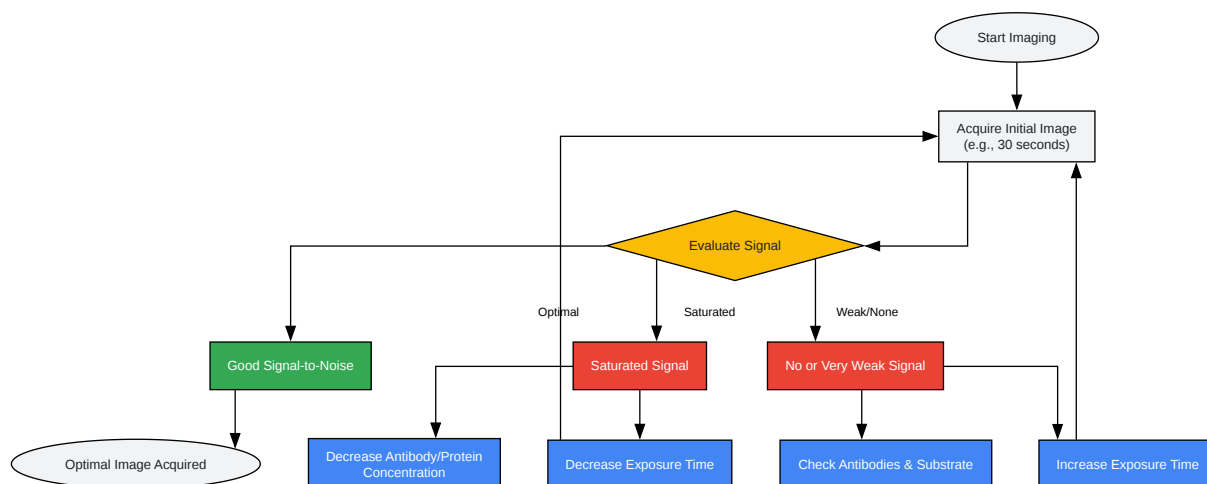 Start Imaging
Acquire Initial Image
(e.g., 30 seconds)
Evaluate Signal
Optimal
Saturated
Weak/None
Good Signal-to-Noise
Saturated Signal
No or Very Weak Signal
Optimal Image Acquired
Decrease Antibody/Protein
Concentration
Decrease Exposure Time
Check Antibodies & Substrate
Increase Exposure Time